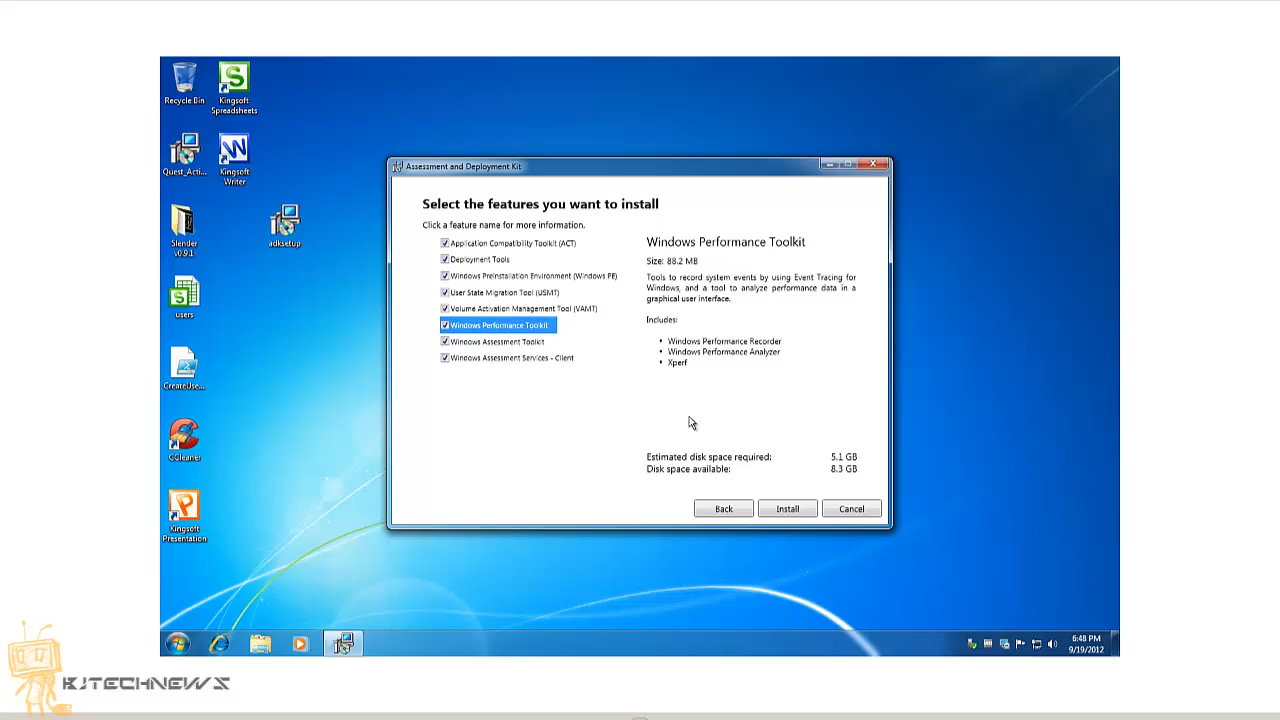 Recycle Bin
Kingsoft
Spreadsheets
Quest_Acti...
Kingsoft
Writer
Slender
v0.9.1
adksetup
users
CreateUse...
CCleaner
Kingsoft
Presentation
Assessment and Deployment Kit
Select the features you want to install
Click a feature name for more information.
Application Compatibility Toolkit (ACT)
Deployment Tools
Windows Preinstallation Environment (Windows PE)
User State Migration Tool (USMT)
Volume Activation Management Tool (VAMT)
Windows Performance Toolkit
Windows Assessment Toolkit
Windows Assessment Services - Client
Windows Performance Toolkit
Size: 88.2 MB
Tools to record system events by using Event Tracing for
Windows, and a tool to analyze performance data in a
graphical user interface.
Includes:
• Windows Performance Recorder
• Windows Performance Analyzer
• Xperf
Estimated disk space required: 5.1 GB
Disk space available: 8.3 GB
Back
Install
Cancel
6:48 PM
9/19/2012
KJTECHNEWS